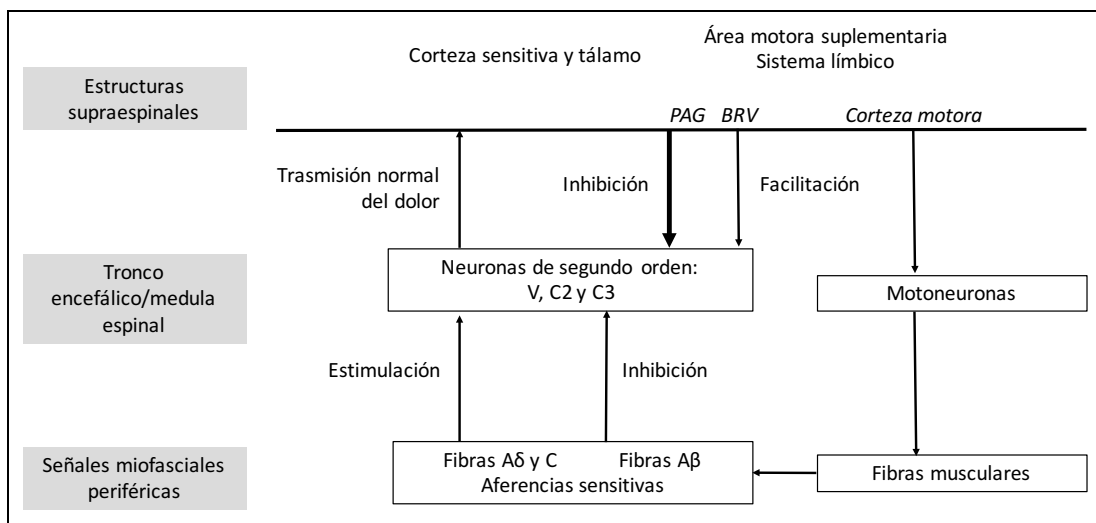 Corteza sensitiva y tálamo
Área motora suplementaria
Sistema límbico
Estructuras
supraespinales
PAG BRV
Corteza motora
Trasmisión normal
del dolor
Inhibición
Facilitación
Tronco
encefálico/medula
espinal
Neuronas de segundo orden:
V, C2 y C3
Motoneuronas
Estimulación
Inhibición
Señales miofasciales
periféricas
Fibras Aδ y C Fibras Aβ
Aferencias sensitivas
Fibras musculares